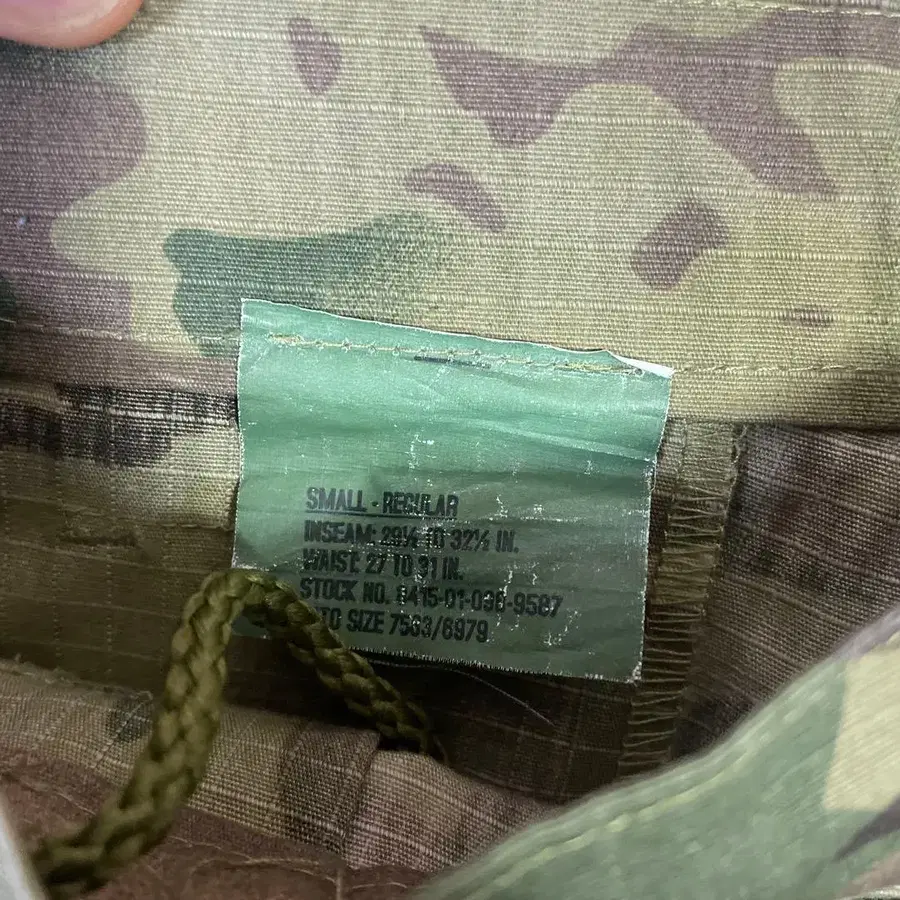 SMALL - REGULAR
INSEAM: 29½ TO 32½ IN.
WAIST: 27 TO 31 IN.
STOCK NO. 8415-01-098-9587
SIZE 7583/6979